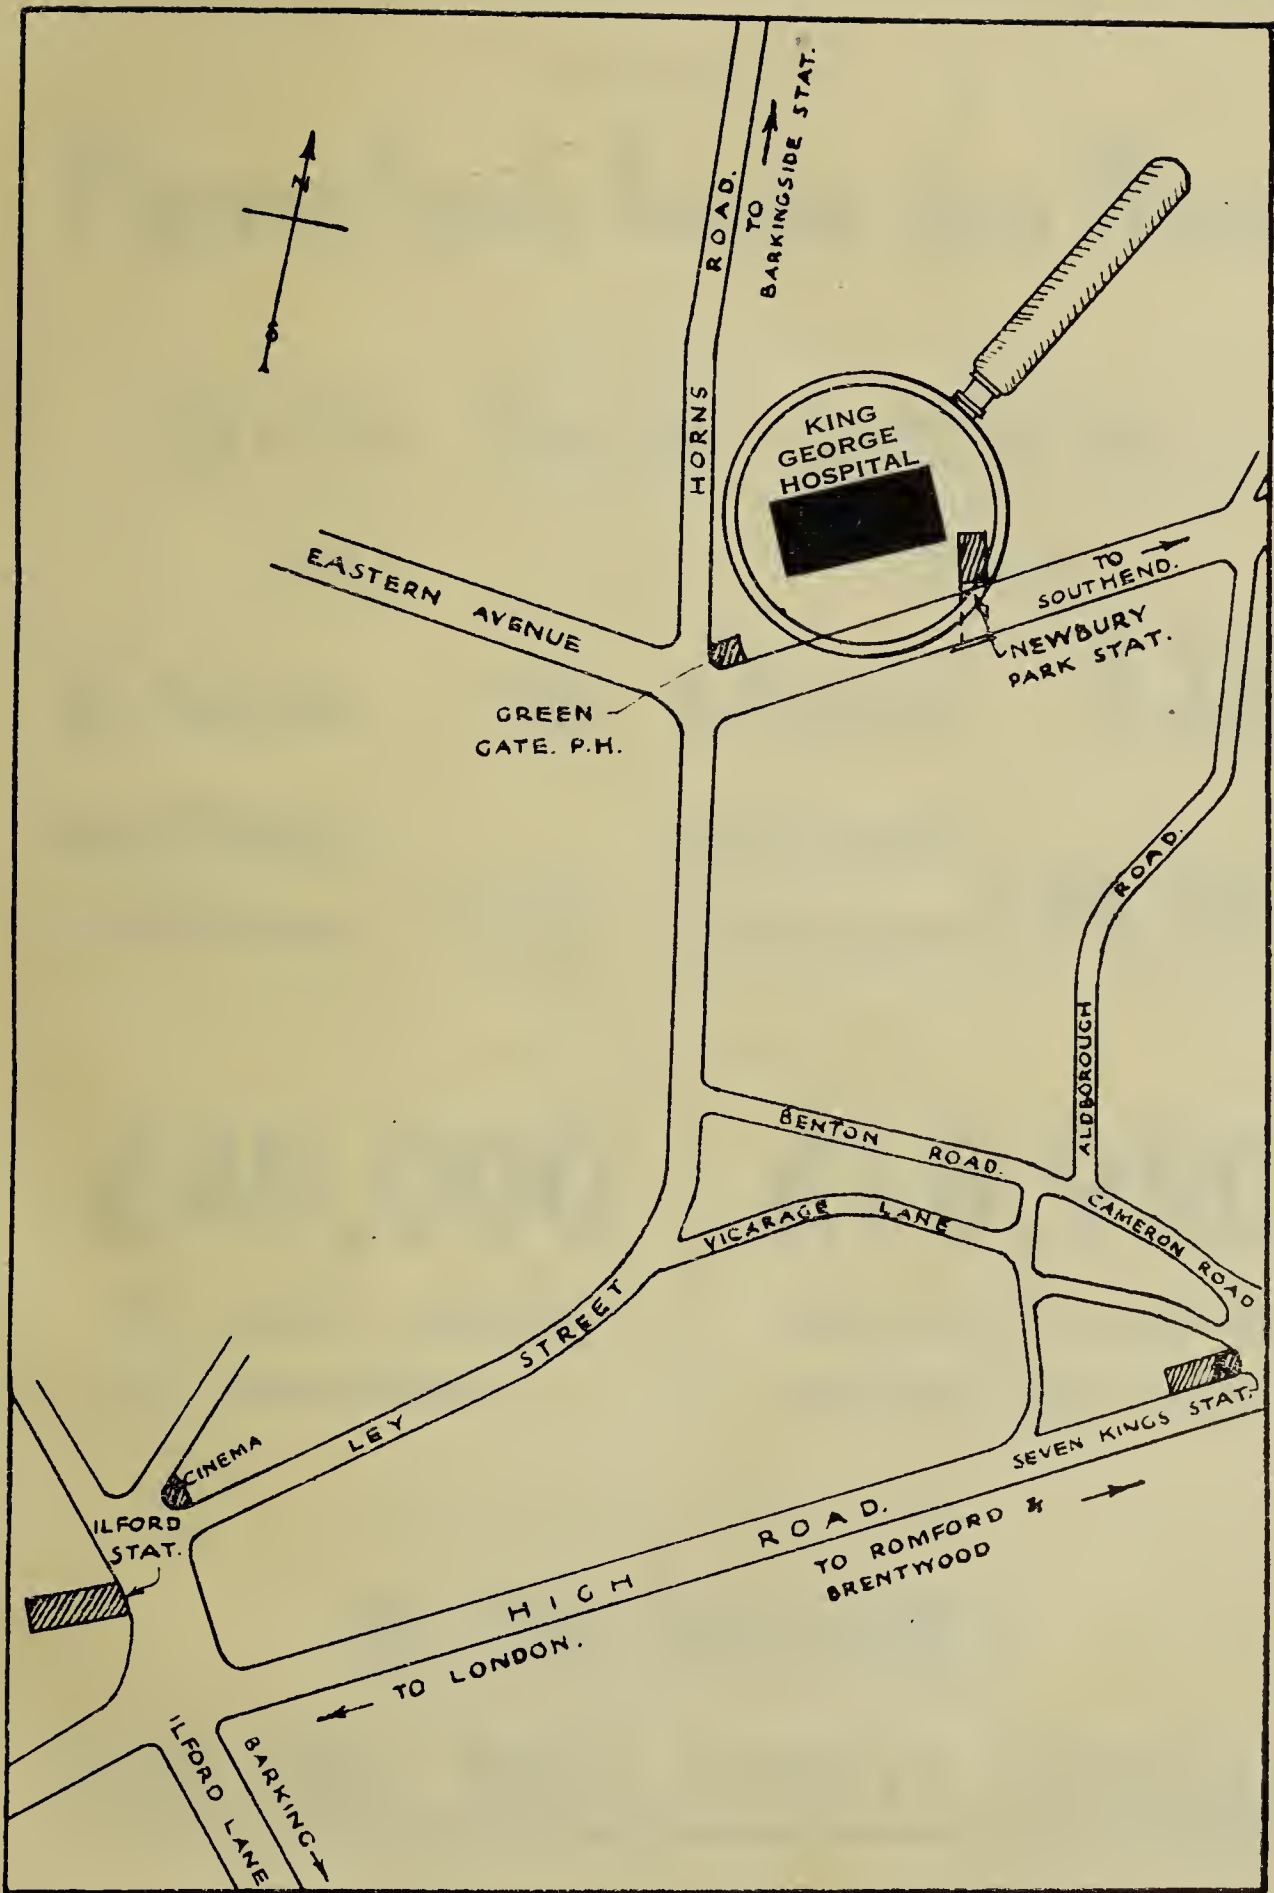 N
S
HORNS ROAD.
TO
BARKINGSIDE STAT.
KING
GEORGE
HOSPITAL
EASTERN AVENUE
TO
SOUTHEND.
NEWBURY
PARK STAT.
GREEN
GATE. P.H.
ALDBOROUGH ROAD.
BENTON ROAD.
VICARAGE LANE
CAMERON ROAD
LEY STREET
CINEMA
ILFORD
STAT.
SEVEN KINGS STAT.
HIGH ROAD.
TO ROMFORD &
BRENTWOOD
TO LONDON.
ILFORD LANE
BARKING